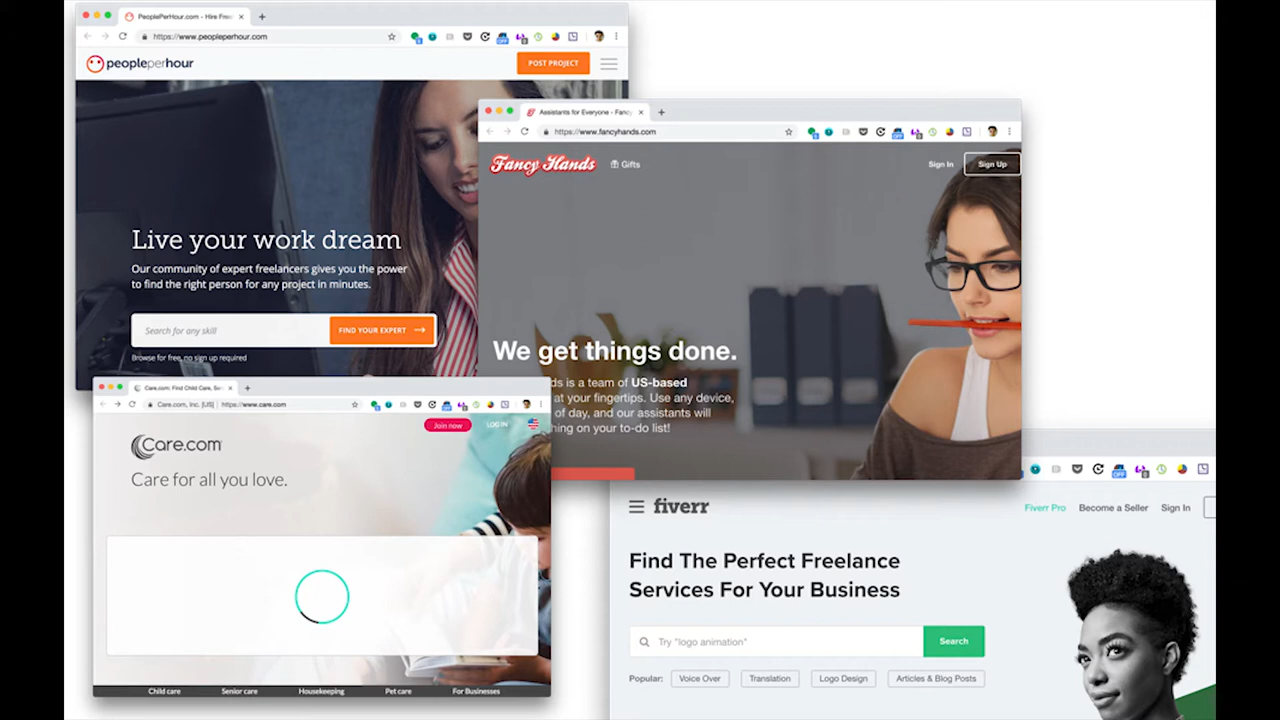 PeoplePerHour.com - Hire Free
https://www.peopleperhour.com
peopleperhour
POST PROJECT
Live your work dream
Our community of expert freelancers gives you the power
to find the right person for any project in minutes.
Search for any skill
FIND YOUR EXPERT
Browse for free, no sign up required
Assistants for Everyone - Fancy
https://www.fancyhands.com
Fancy Hands
Gifts
Sign In
Sign Up
We get things done.
ds is a team of US-based
at your fingertips. Use any device,
of day, and our assistants will
hing on your to-do list!
Care.com: Find Child Care, Sen
Care.com, Inc. [US] | https://www.care.com
Join now
LOG IN
Care.com
Care for all you love.
Child care
Senior care
Housekeeping
Pet care
For Businesses
fiverr
Fiverr Pro
Become a Seller
Sign In
Find The Perfect Freelance
Services For Your Business
Try "logo animation"
Search
Popular:
Voice Over
Translation
Logo Design
Articles & Blog Posts